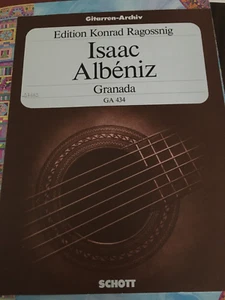 Gitarren-Archiv
Edition Konrad Ragossnig
Isaac
Albéniz
Granada
GA 434
SCHOTT